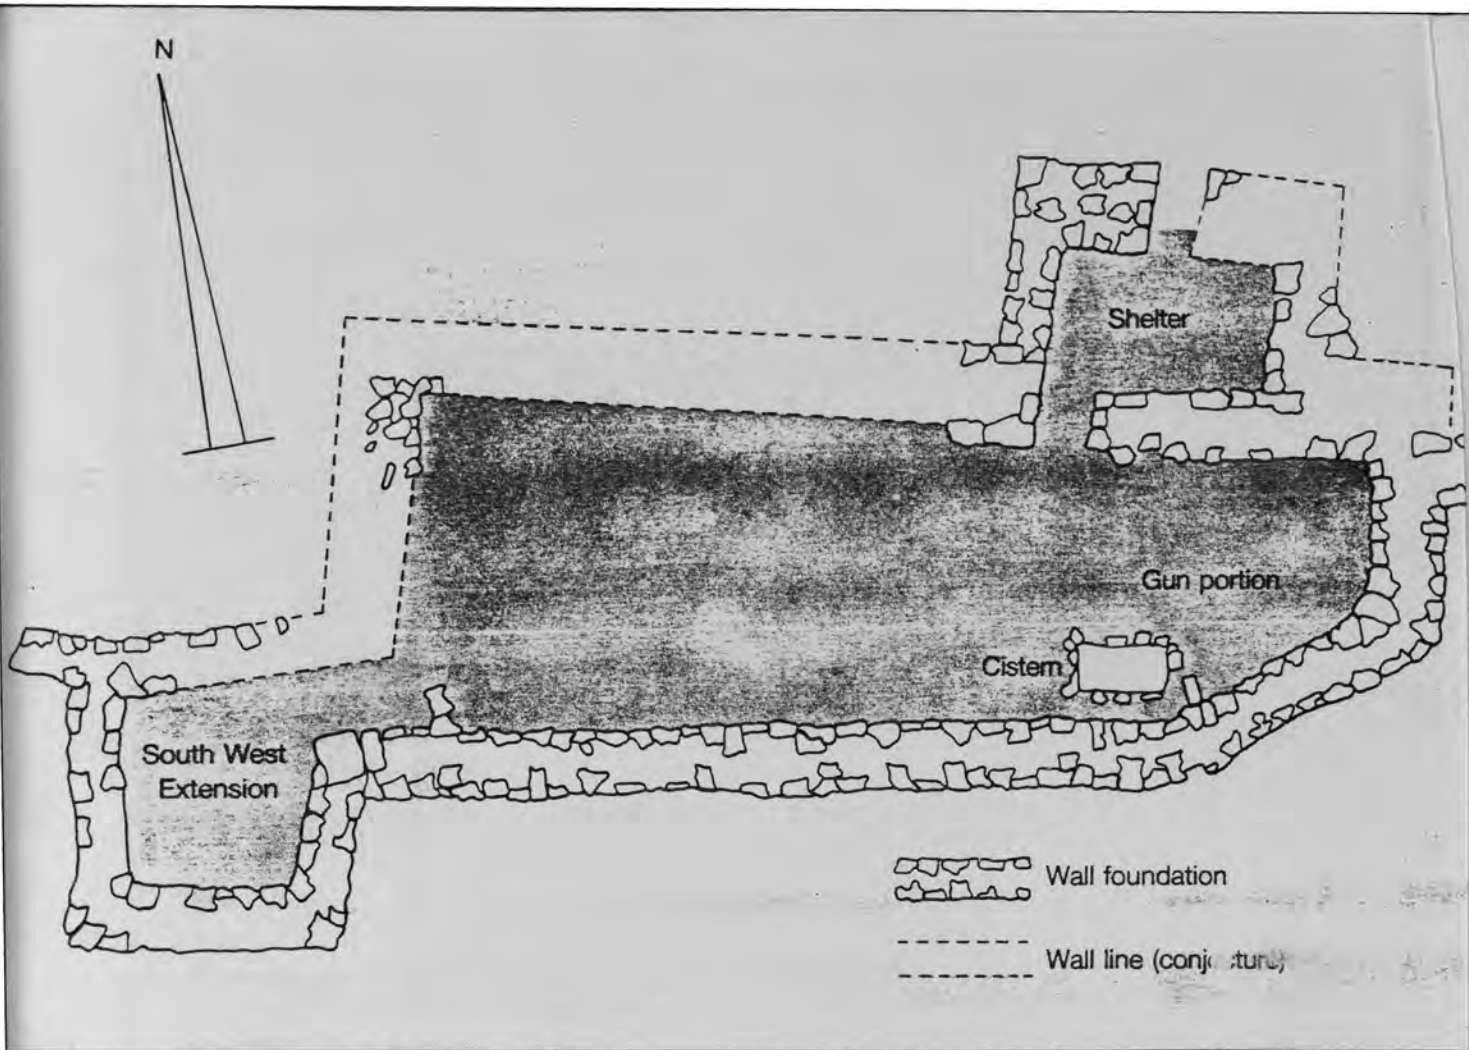 N
Shelter
Gun portion
Cistern
South West
Extension
Wall foundation
Wall line